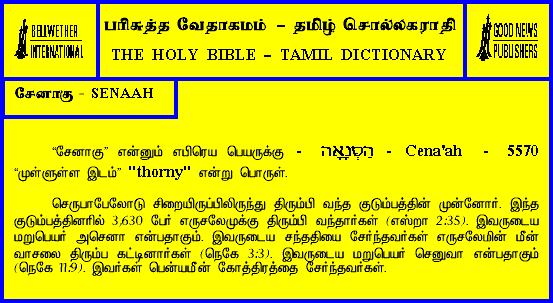 BELLWETHER
INTERNATIONAL
பரிசுத்த வேதாகமம் – தமிழ் சொல்லகராதி
THE HOLY BIBLE – TAMIL DICTIONARY
GOOD NEWS
PUBLISHERS
சேனாகு - SENAAH
“சேனாகு” என்னும் எபிரெய பெயருக்கு - הַסְּנָאָה - Cena'ah - 5570
“முள்ளுள்ள இடம்” "thorny" என்று பொருள்.
செருபாபேலோடு சிறையிருப்பிலிருந்து திரும்பி வந்த குடும்பத்தின் முன்னோர். இந்த
குடும்பத்தினரில் 3,630 பேர் எருசலேமுக்கு திரும்பி வந்தார்கள் (எஸ்றா 2:35). இவருடைய
மறுபெயர் அசெனா என்பதாகும். இவருடைய சந்ததியை சேர்ந்தவர்கள் எருசலேமின் மீன்
வாசலை திரும்ப கட்டினார்கள் (நெகே 3:3). இவருடைய மறுபெயர் செனுவா என்பதாகும்
(நெகே 11:9). இவர்கள் பென்யமீன் கோத்திரத்தை சேர்ந்தவர்கள்.